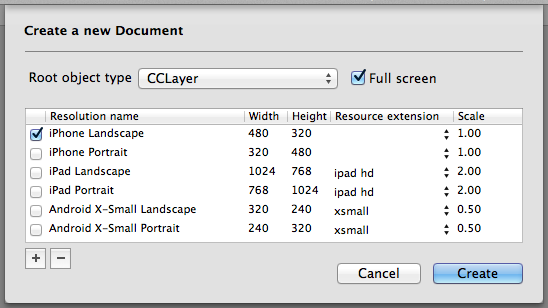 Create a new Document
Root object type CCLayer Full screen
Resolution name Width Height Resource extension Scale
iPhone Landscape 480 320 1.00
iPhone Portrait 320 480 1.00
iPad Landscape 1024 768 ipad hd 2.00
iPad Portrait 768 1024 ipad hd 2.00
Android X-Small Landscape 320 240 xsmall 0.50
Android X-Small Portrait 240 320 xsmall 0.50
+ −
Cancel Create